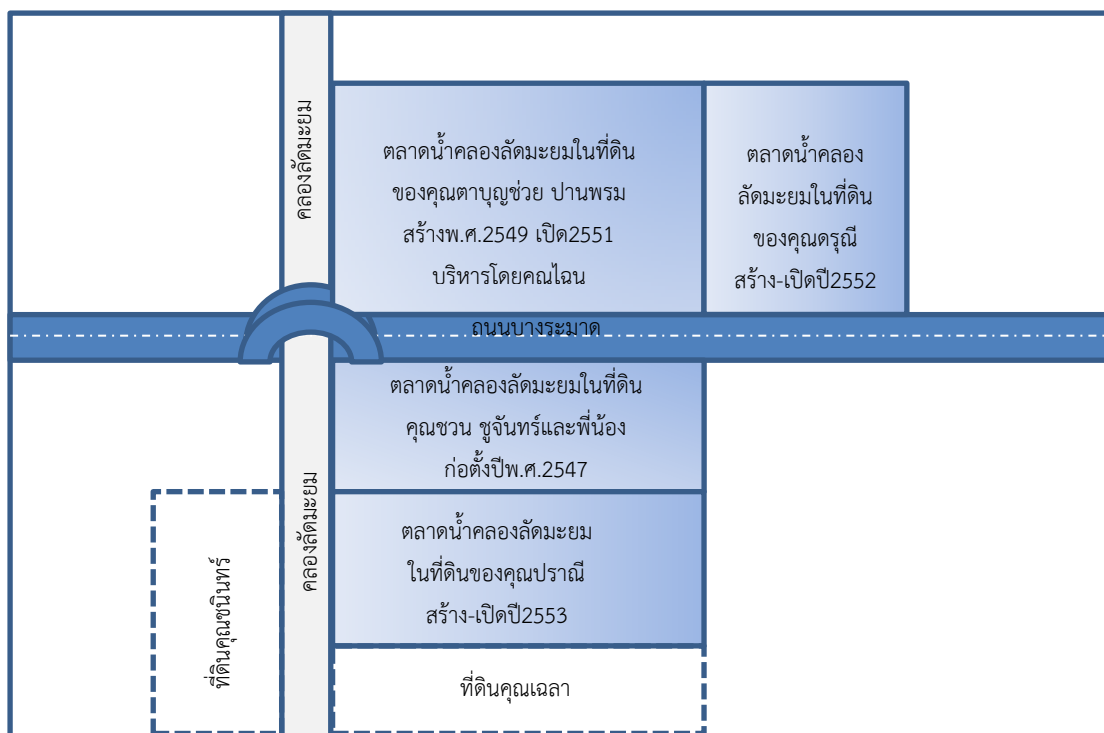 คลองลัดมะยม
ตลาดน้ำคลองลัดมะยมในที่ดิน
ของคุณตาบุญช่วย ปานพรม
สร้างพ.ศ.2549 เปิด2551
บริหารโดยคณไฉน
ตลาดน้ำคลอง
ลัดมะยมในที่ดิน
ของคุณดรุณี
สร้าง-เปิดปี2552
ถนนบางระมาด
ตลาดน้ำคลองลัดมะยมในที่ดิน
คุณชวน ชูจันทร์และพี่น้อง
ก่อตั้งปีพ.ศ.2547
คลองลัดมะยม
ตลาดน้ำคลองลัดมะยม
ในที่ดินของคุณปราณี
สร้าง-เปิดปี2553
ที่ดินคุณชนินทร์
ที่ดินคุณเฉลา